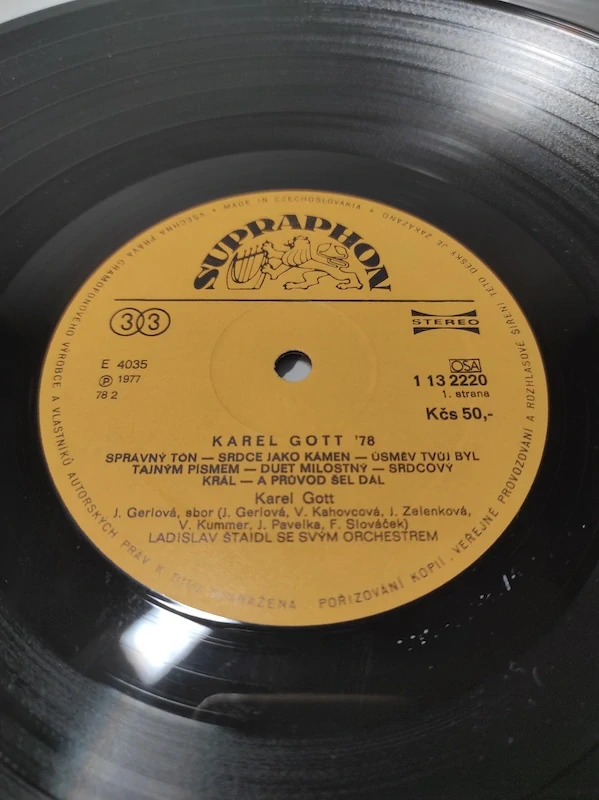 VŠECHNA PRÁVA GRAMOFONOVÉHO VÝROBCE A VLASTNÍKŮ AUTORSKÝCH PRÁV K DÍLU VYHRAZENA. POŘIZOVÁNÍ KOPIÍ, VEŘEJNÉ PROVOZOVÁNÍ A ROZHLASOVÉ ŠÍŘENÍ TÉTO DESKY JE ZAKÁZÁNO • MADE IN CZECHOSLOVAKIA •
SUPRAPHON
33
STEREO
E 4035
Ⓟ 1977
78 2
OSA
1 13 2220
1. strana
Kčs 50,-
KAREL GOTT '78
SPRÁVNÝ TÓN — SRDCE JAKO KÁMEN — ÚSMĚV TVŮJ BYL
TAJNÝM PÍSMEM — DUET MILOSTNÝ — SRDCOVÝ
KRÁL — A PRŮVOD ŠEL DÁL
Karel Gott
J. Gerlová, sbor (J. Gerlová, V. Kahovcová, I. Zelenková,
V. Kummer, J. Pavelka, F. Slováček)
LADISLAV ŠTAIDL SE SVÝM ORCHESTREM